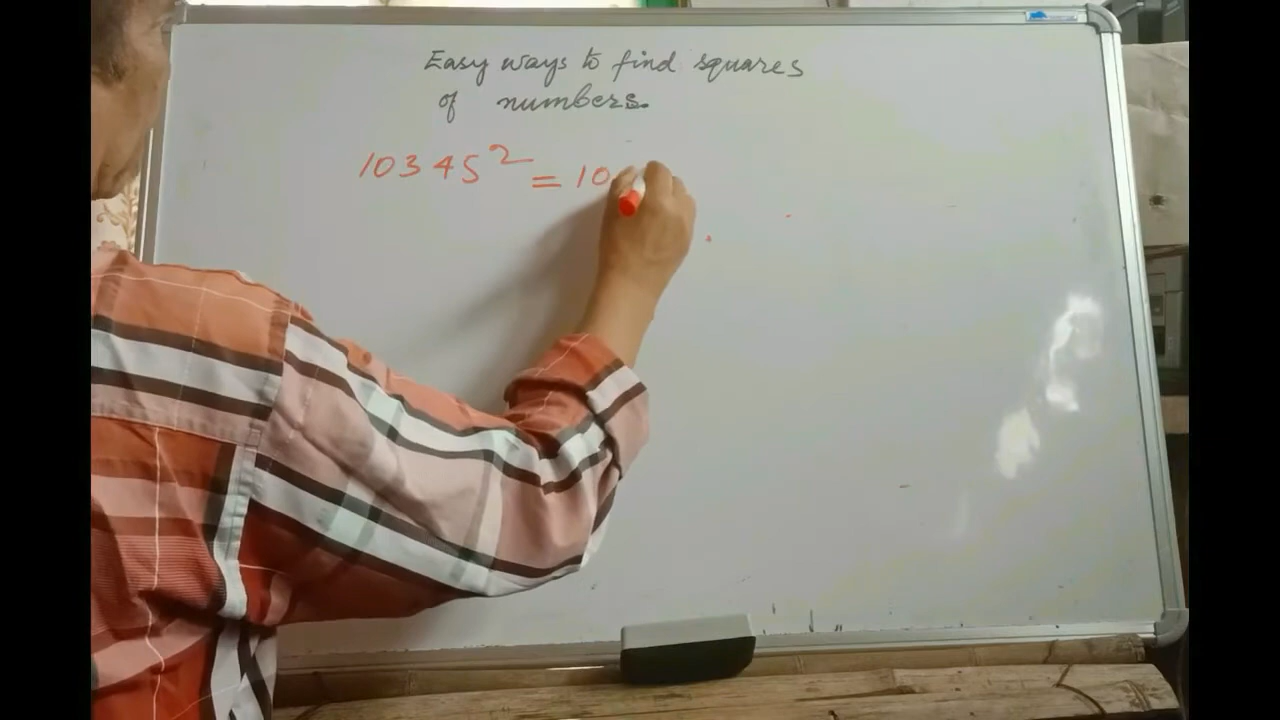 Easy ways to find squares
of numbers.
10345² = 10